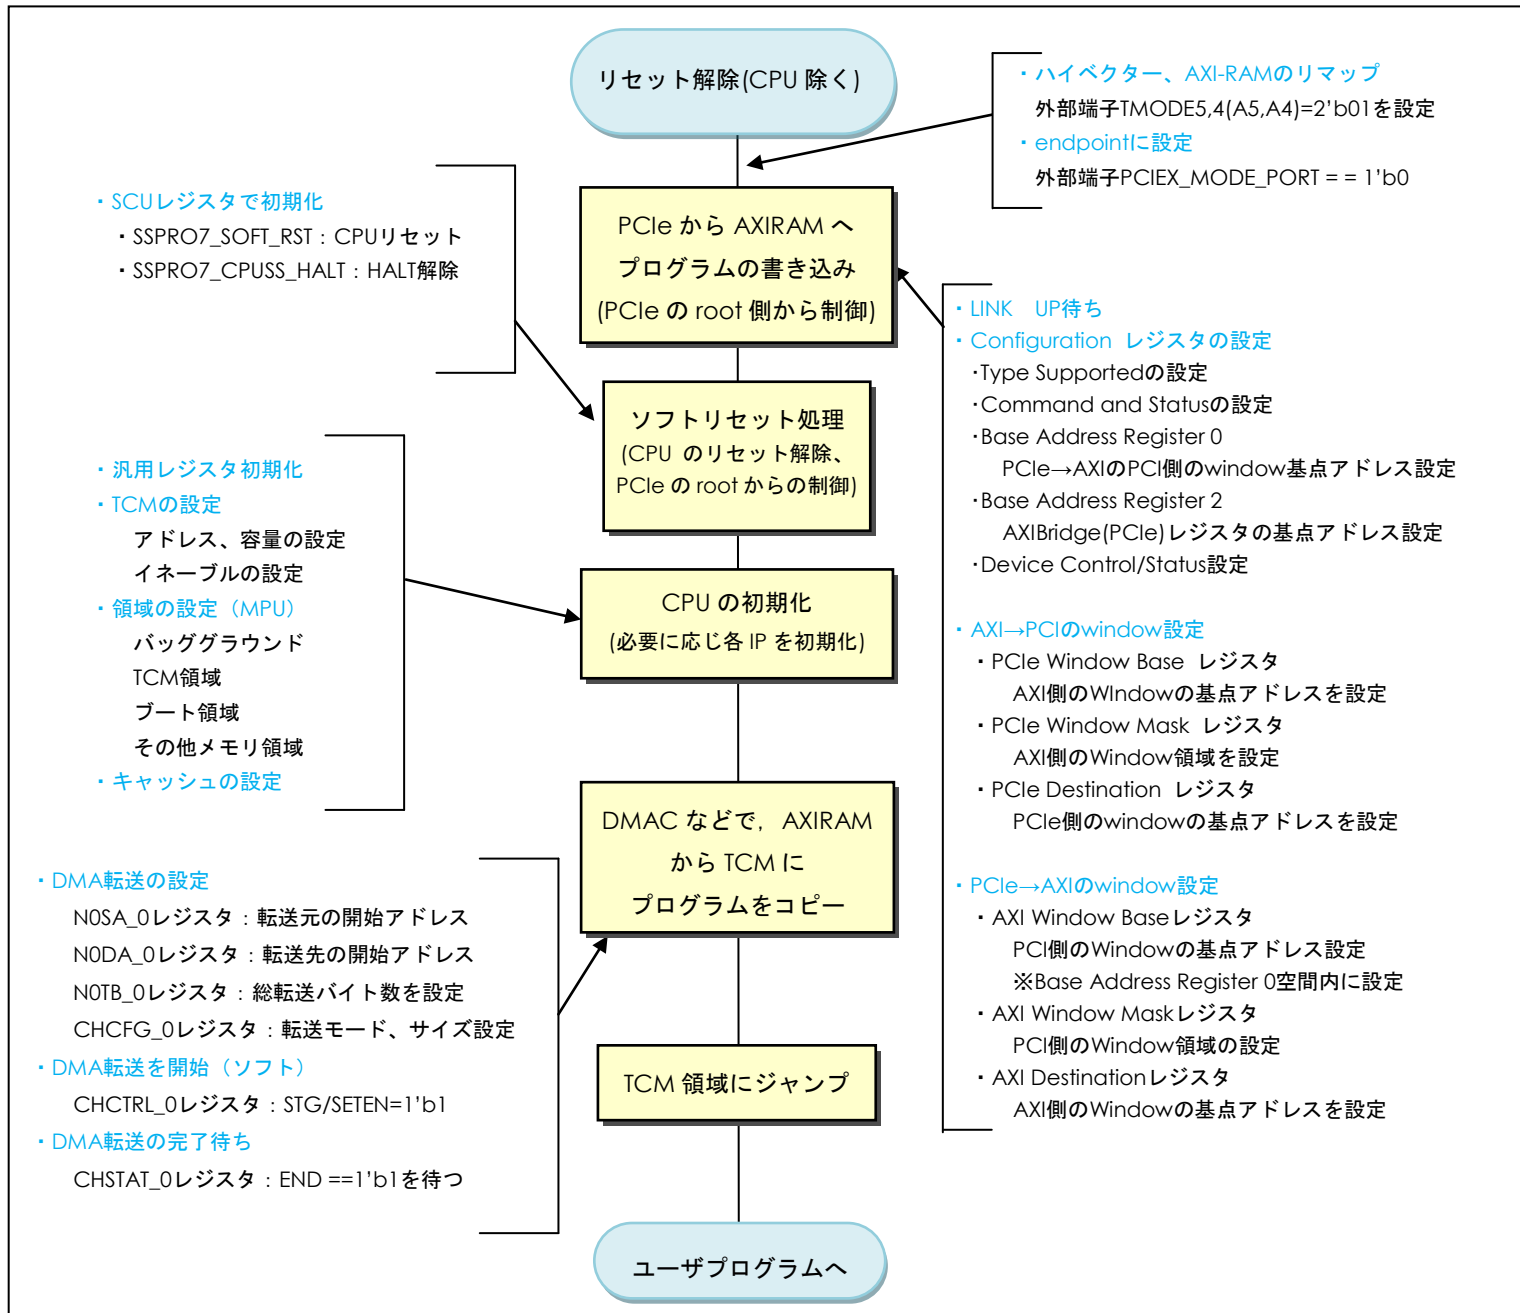 リセット解除(CPU 除く)
・ハイベクター、AXI-RAMのリマップ
外部端子TMODE5,4(A5,A4)=2’b01を設定
・endpointに設定
外部端子PCIEX_MODE_PORT = = 1’b0
・SCUレジスタで初期化
・SSPRO7_SOFT_RST：CPUリセット
・SSPRO7_CPUSS_HALT：HALT解除
PCIe から AXIRAM へ
プログラムの書き込み
(PCIe の root 側から制御)
・LINK　UP待ち
・Configuration レジスタの設定
・Type Supportedの設定
・Command and Statusの設定
・Base Address Register 0
PCIe→AXIのPCI側のwindow基点アドレス設定
・Base Address Register 2
AXIBridge(PCIe)レジスタの基点アドレス設定
・Device Control/Status設定
・AXI→PCIのwindow設定
・PCIe Window Base レジスタ
AXI側のWIndowの基点アドレスを設定
・PCIe Window Mask レジスタ
AXI側のWindow領域を設定
・PCIe Destination レジスタ
PCIe側のwindowの基点アドレスを設定
・PCIe→AXIのwindow設定
・AXI Window Baseレジスタ
PCI側のWindowの基点アドレス設定
※Base Address Register 0空間内に設定
・AXI Window Maskレジスタ
PCI側のWindow領域の設定
・AXI Destinationレジスタ
AXI側のWindowの基点アドレスを設定
ソフトリセット処理
(CPU のリセット解除、
PCIe の root からの制御)
・汎用レジスタ初期化
・TCMの設定
アドレス、容量の設定
イネーブルの設定
・領域の設定（MPU）
バッググラウンド
TCM領域
ブート領域
その他メモリ領域
・キャッシュの設定
CPU の初期化
(必要に応じ各 IP を初期化)
DMAC などで，AXIRAM
から TCM に
プログラムをコピー
・DMA転送の設定
N0SA_0レジスタ：転送元の開始アドレス
N0DA_0レジスタ：転送先の開始アドレス
N0TB_0レジスタ：総転送バイト数を設定
CHCFG_0レジスタ：転送モード、サイズ設定
・DMA転送を開始（ソフト）
CHCTRL_0レジスタ：STG/SETEN=1’b1
・DMA転送の完了待ち
CHSTAT_0レジスタ：END ==1’b1を待つ
TCM 領域にジャンプ
ユーザプログラムへ